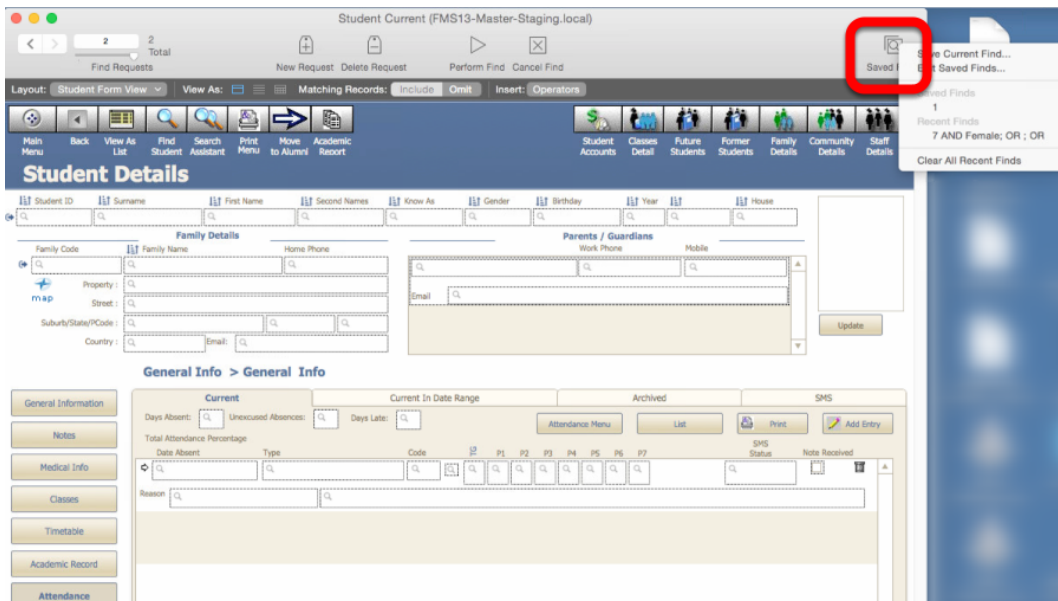 Student Current (FMS13-Master-Staging.local)
2
2
Total
Find Requests
New Request
Delete Request
Perform Find
Cancel Find
Saved
Save Current Find...
Edit Saved Finds...
Saved Finds
1
Recent Finds
7 AND Female; OR ; OR
Clear All Recent Finds
Layout: Student Form View
View As:
Matching Records: Include Omit
Insert: Operators
Main Menu
Back
View As List
Find Student
Search Assistant
Print Menu
Move to Alumni
Academic Report
Student Accounts
Classes Detail
Future Students
Former Students
Family Details
Community Details
Staff Details
Student Details
Student ID
Surname
First Name
Second Names
Know As
Gender
Birthday
Year
House
Family Details
Parents / Guardians
Family Code
Family Name
Home Phone
Work Phone
Mobile
map
Property :
Street :
Suburb/State/PCode :
Country :
Email:
Email
Update
General Info > General Info
General Information
Notes
Medical Info
Classes
Timetable
Academic Record
Attendance
Current
Current In Date Range
Archived
SMS
Days Absent:
Unexcused Absences:
Days Late:
Attendance Menu
List
Print
Add Entry
Total Attendance Percentage
Date Absent
Type
Code
P1
P2
P3
P4
P5
P6
P7
SMS Status
Note Received
Reason